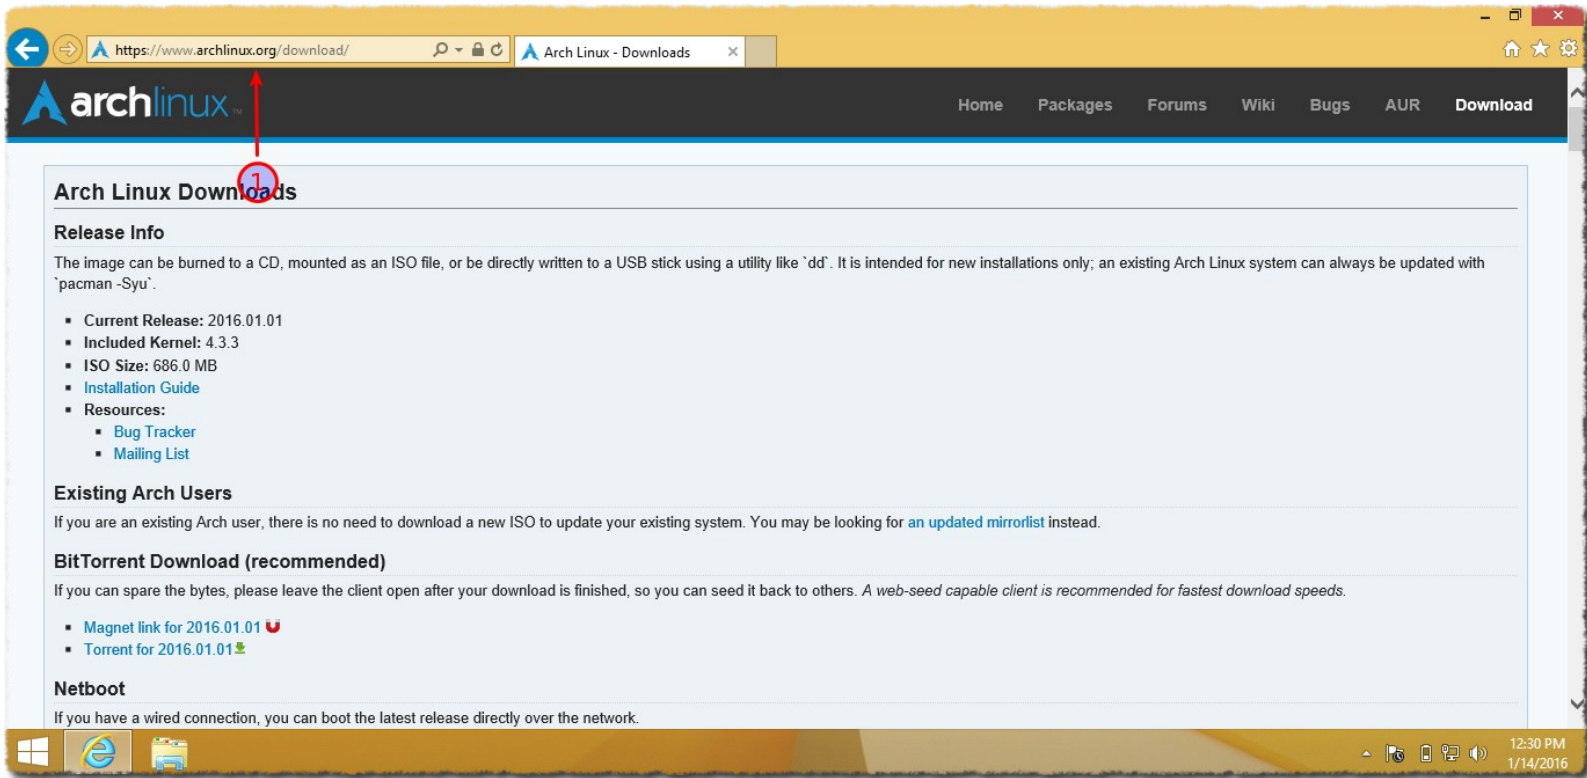 https://www.archlinux.org/download/
Arch Linux - Downloads
archlinux™
Home Packages Forums Wiki Bugs AUR Download
1
Arch Linux Downloads
Release Info
The image can be burned to a CD, mounted as an ISO file, or be directly written to a USB stick using a utility like `dd`. It is intended for new installations only; an existing Arch Linux system can always be updated with
`pacman -Syu`.
Current Release: 2016.01.01
Included Kernel: 4.3.3
ISO Size: 686.0 MB
Installation Guide
Resources:
Bug Tracker
Mailing List
Existing Arch Users
If you are an existing Arch user, there is no need to download a new ISO to update your existing system. You may be looking for an updated mirrorlist instead.
BitTorrent Download (recommended)
If you can spare the bytes, please leave the client open after your download is finished, so you can seed it back to others. A web-seed capable client is recommended for fastest download speeds.
Magnet link for 2016.01.01
Torrent for 2016.01.01
Netboot
If you have a wired connection, you can boot the latest release directly over the network.
12:30 PM
1/14/2016